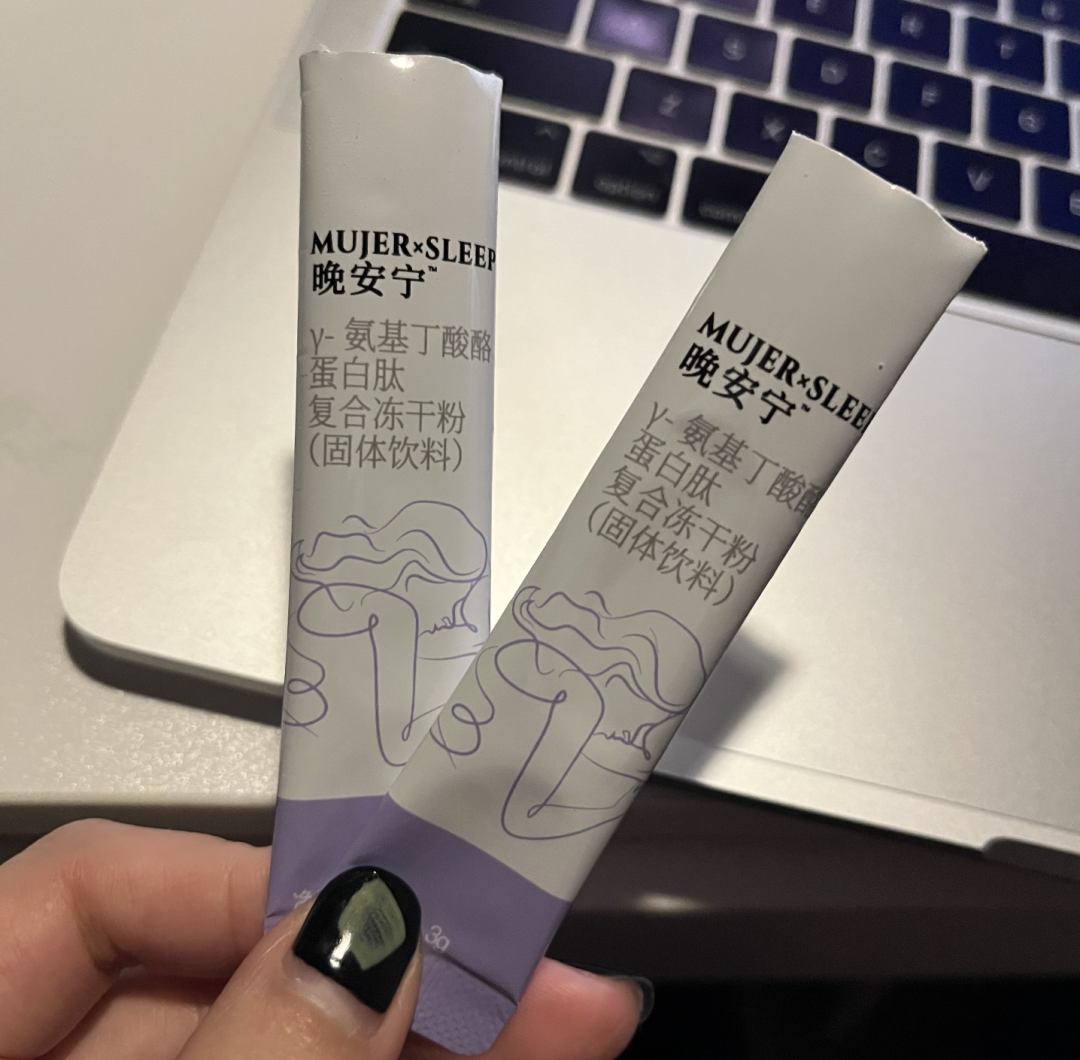 MUJER×SLEEP
晚安宁™
γ- 氨基丁酸酪
蛋白肽
复合冻干粉
(固体饮料)
MUJER×SLEE
晚安宁™
γ- 氨基丁酸酪
蛋白肽
复合冻干粉
(固体饮料)
3g
control
option
Z
X
C
V
S
D
F
G
E
R